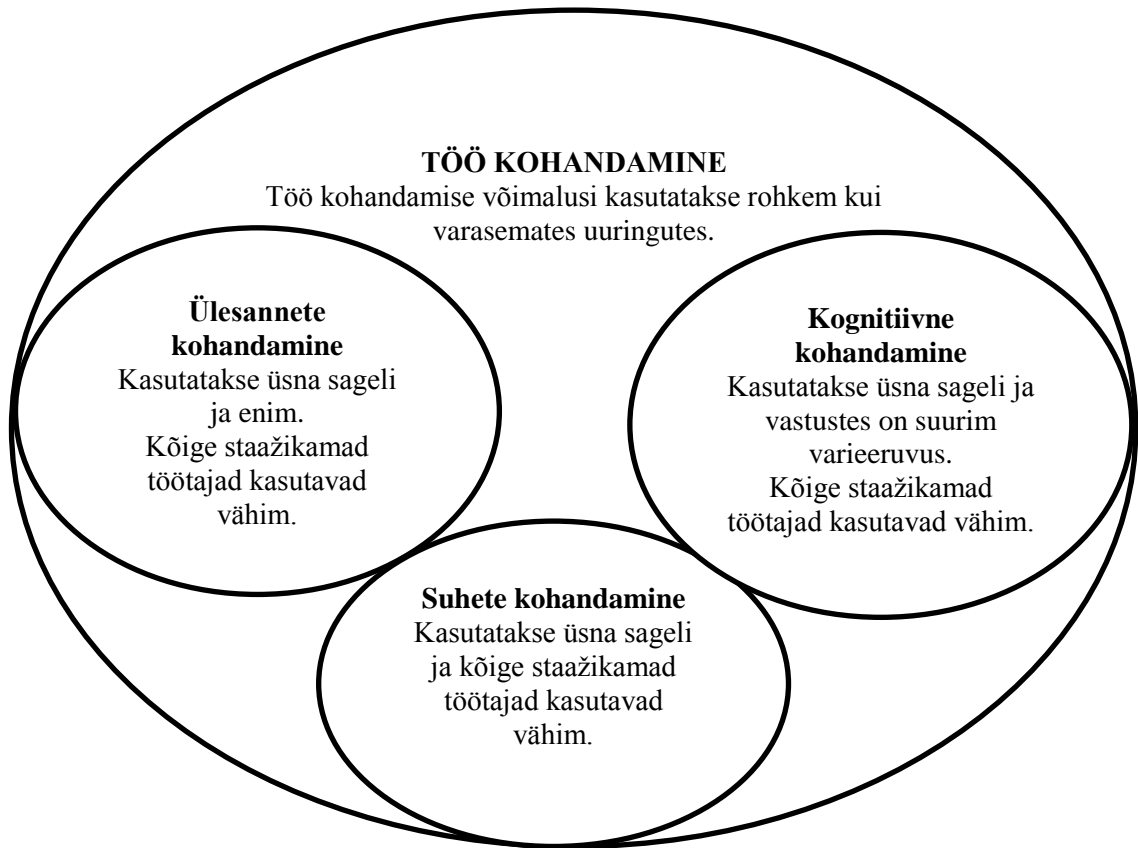 TÖÖ KOHANDAMINE
Töö kohandamise võimalusi kasutatakse rohkem kui
varasemates uuringutes.
Ülesannete
kohandamine
Kasutatakse üsna sageli
ja enim.
Kõige staažikamad
töötajad kasutavad
vähim.
Kognitiivne
kohandamine
Kasutatakse üsna sageli ja
vastustes on suurim
varieeruvus.
Kõige staažikamad
töötajad kasutavad vähim.
Suhete kohandamine
Kasutatakse üsna sageli
ja kõige staažikamad
töötajad kasutavad
vähim.